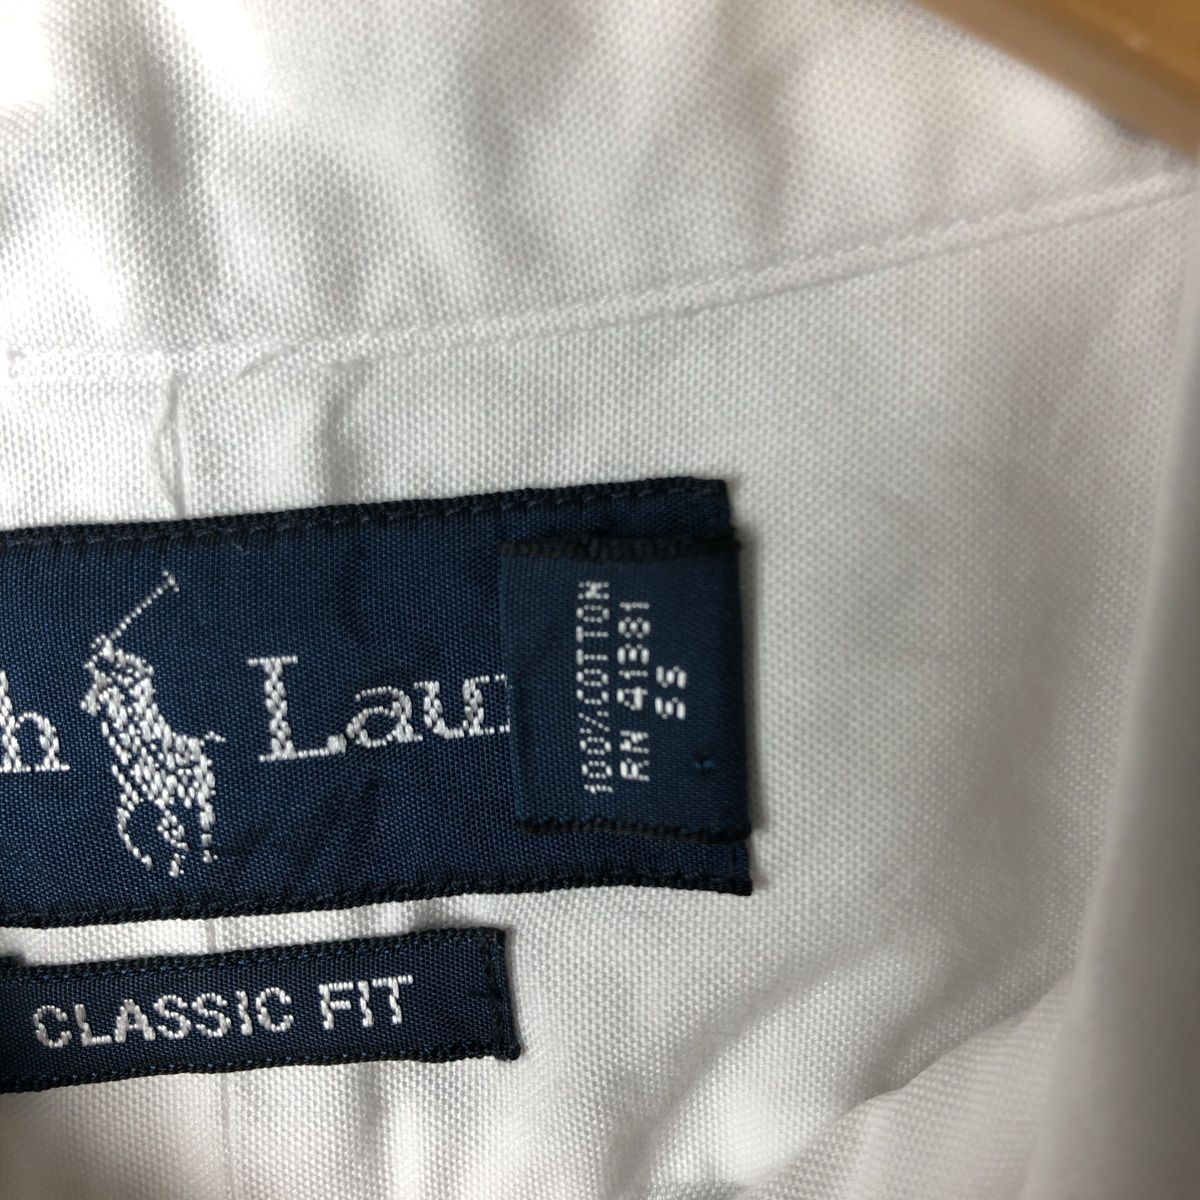 h Lau
100% COTTON
RN 41381
SS
CLASSIC FIT